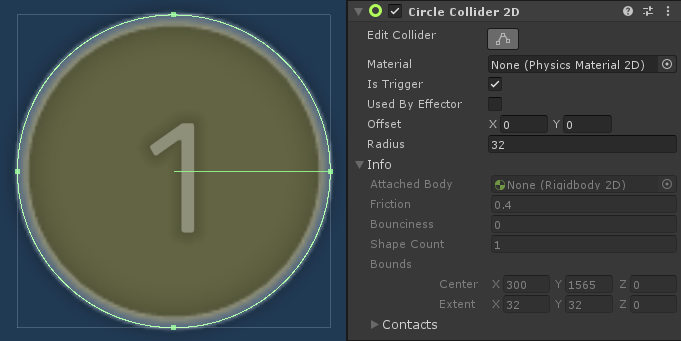 1
Circle Collider 2D
Edit Collider
Material None (Physics Material 2D)
Is Trigger
Used By Effector
Offset X 0 Y 0
Radius 32
Info
Attached Body None (Rigidbody 2D)
Friction 0.4
Bounciness 0
Shape Count 1
Bounds
Center X 300 Y 1565 Z 0
Extent X 32 Y 32 Z 0
Contacts